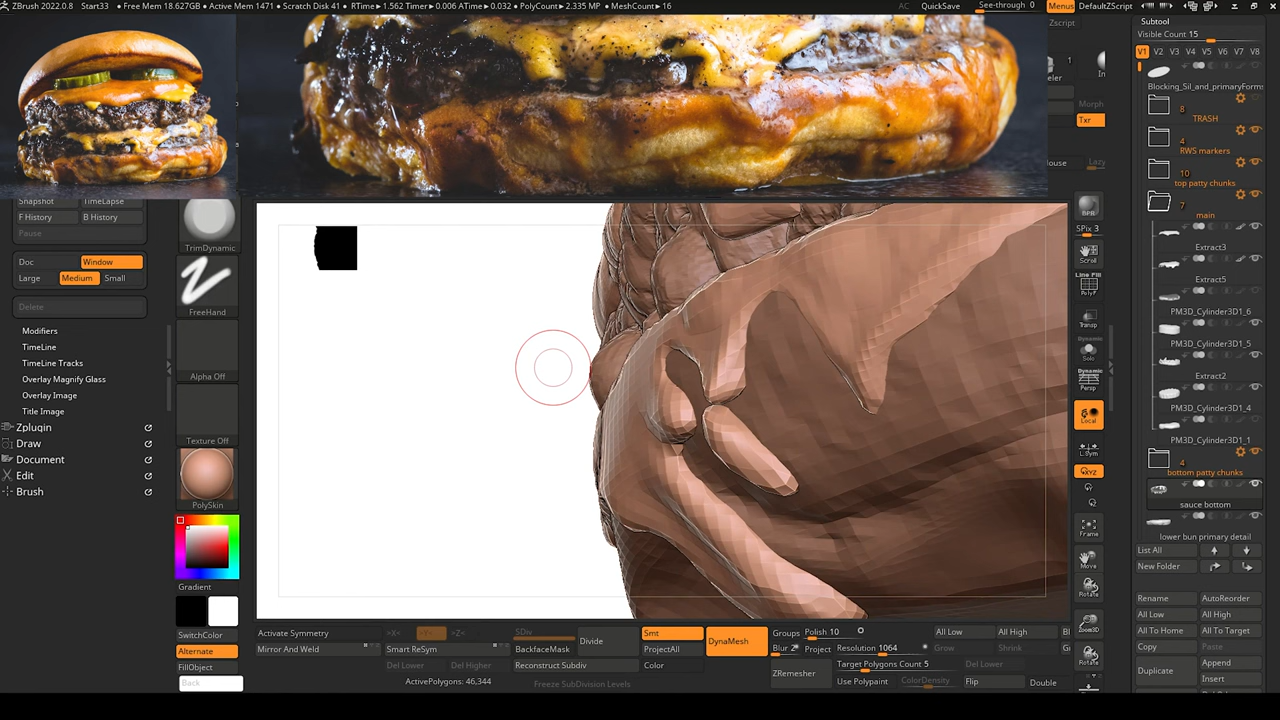 ZBrush 2022.0.8 Start33 • Free Mem 18.627GB • Active Mem 1471 • Scratch Disk 41 • RTime►1.562 Timer►0.006 ATime►0.032 • PolyCount►2.335 MP • MeshCount►16 AC QuickSave See-through 0 Menus DefaultZScript
Zscript
Subtool
Visible Count 15
V1 V2 V3 V4 V5 V6 V7 V8
Blocking_Sil_and_primaryForms
Morph
8
TRASH
Txr
4
RWS markers
ouse Lazy
10
top patty chunks
Snapshot TimeLapse
7
main
F History B History
Pause
TrimDynamic
BPR
SPix 3
Extract3
Scroll
Doc Window
Large Medium Small
Line Fill
PolyF
Extract5
Delete
FreeHand
PM3D_Cylinder3D1_6
Transp
Modifiers
TimeLine
Dynamic
Solo
PM3D_Cylinder3D1_5
TimeLine Tracks
Overlay Magnify Glass
Alpha Off
Dynamic
Persp
Extract2
Overlay Image
Title Image
Local
PM3D_Cylinder3D1_4
Zplugin
Draw
Texture Off
L.Sym
PM3D_Cylinder3D1_1
Document
4
bottom patty chunks
Edit
XYZ
Brush
PolySkin
sauce bottom
Frame
lower bun primary detail
List All
Move
New Folder
Gradient
Rotate
Rename AutoReorder
All Low All High
SwitchColor
Activate Symmetry >X< >Y< >Z< SDiv Divide Smt DynaMesh Groups Polish 10 All Low All High Bl
Zoom3D
All To Home All To Target
Mirror And Weld Smart ReSym BackfaceMask ProjectAll Blur 2 Project Resolution 1064 Grow Shrink
Copy Paste
Alternate
Del Lower Del Higher Reconstruct Subdiv Color Target Polygons Count 5 Del Lower
Rotate
Duplicate Append
FillObject
ActivePolygons: 46,344 Freeze SubDivision Levels ZRemesher Use Polypaint ColorDensity Flip Double
Insert
Back